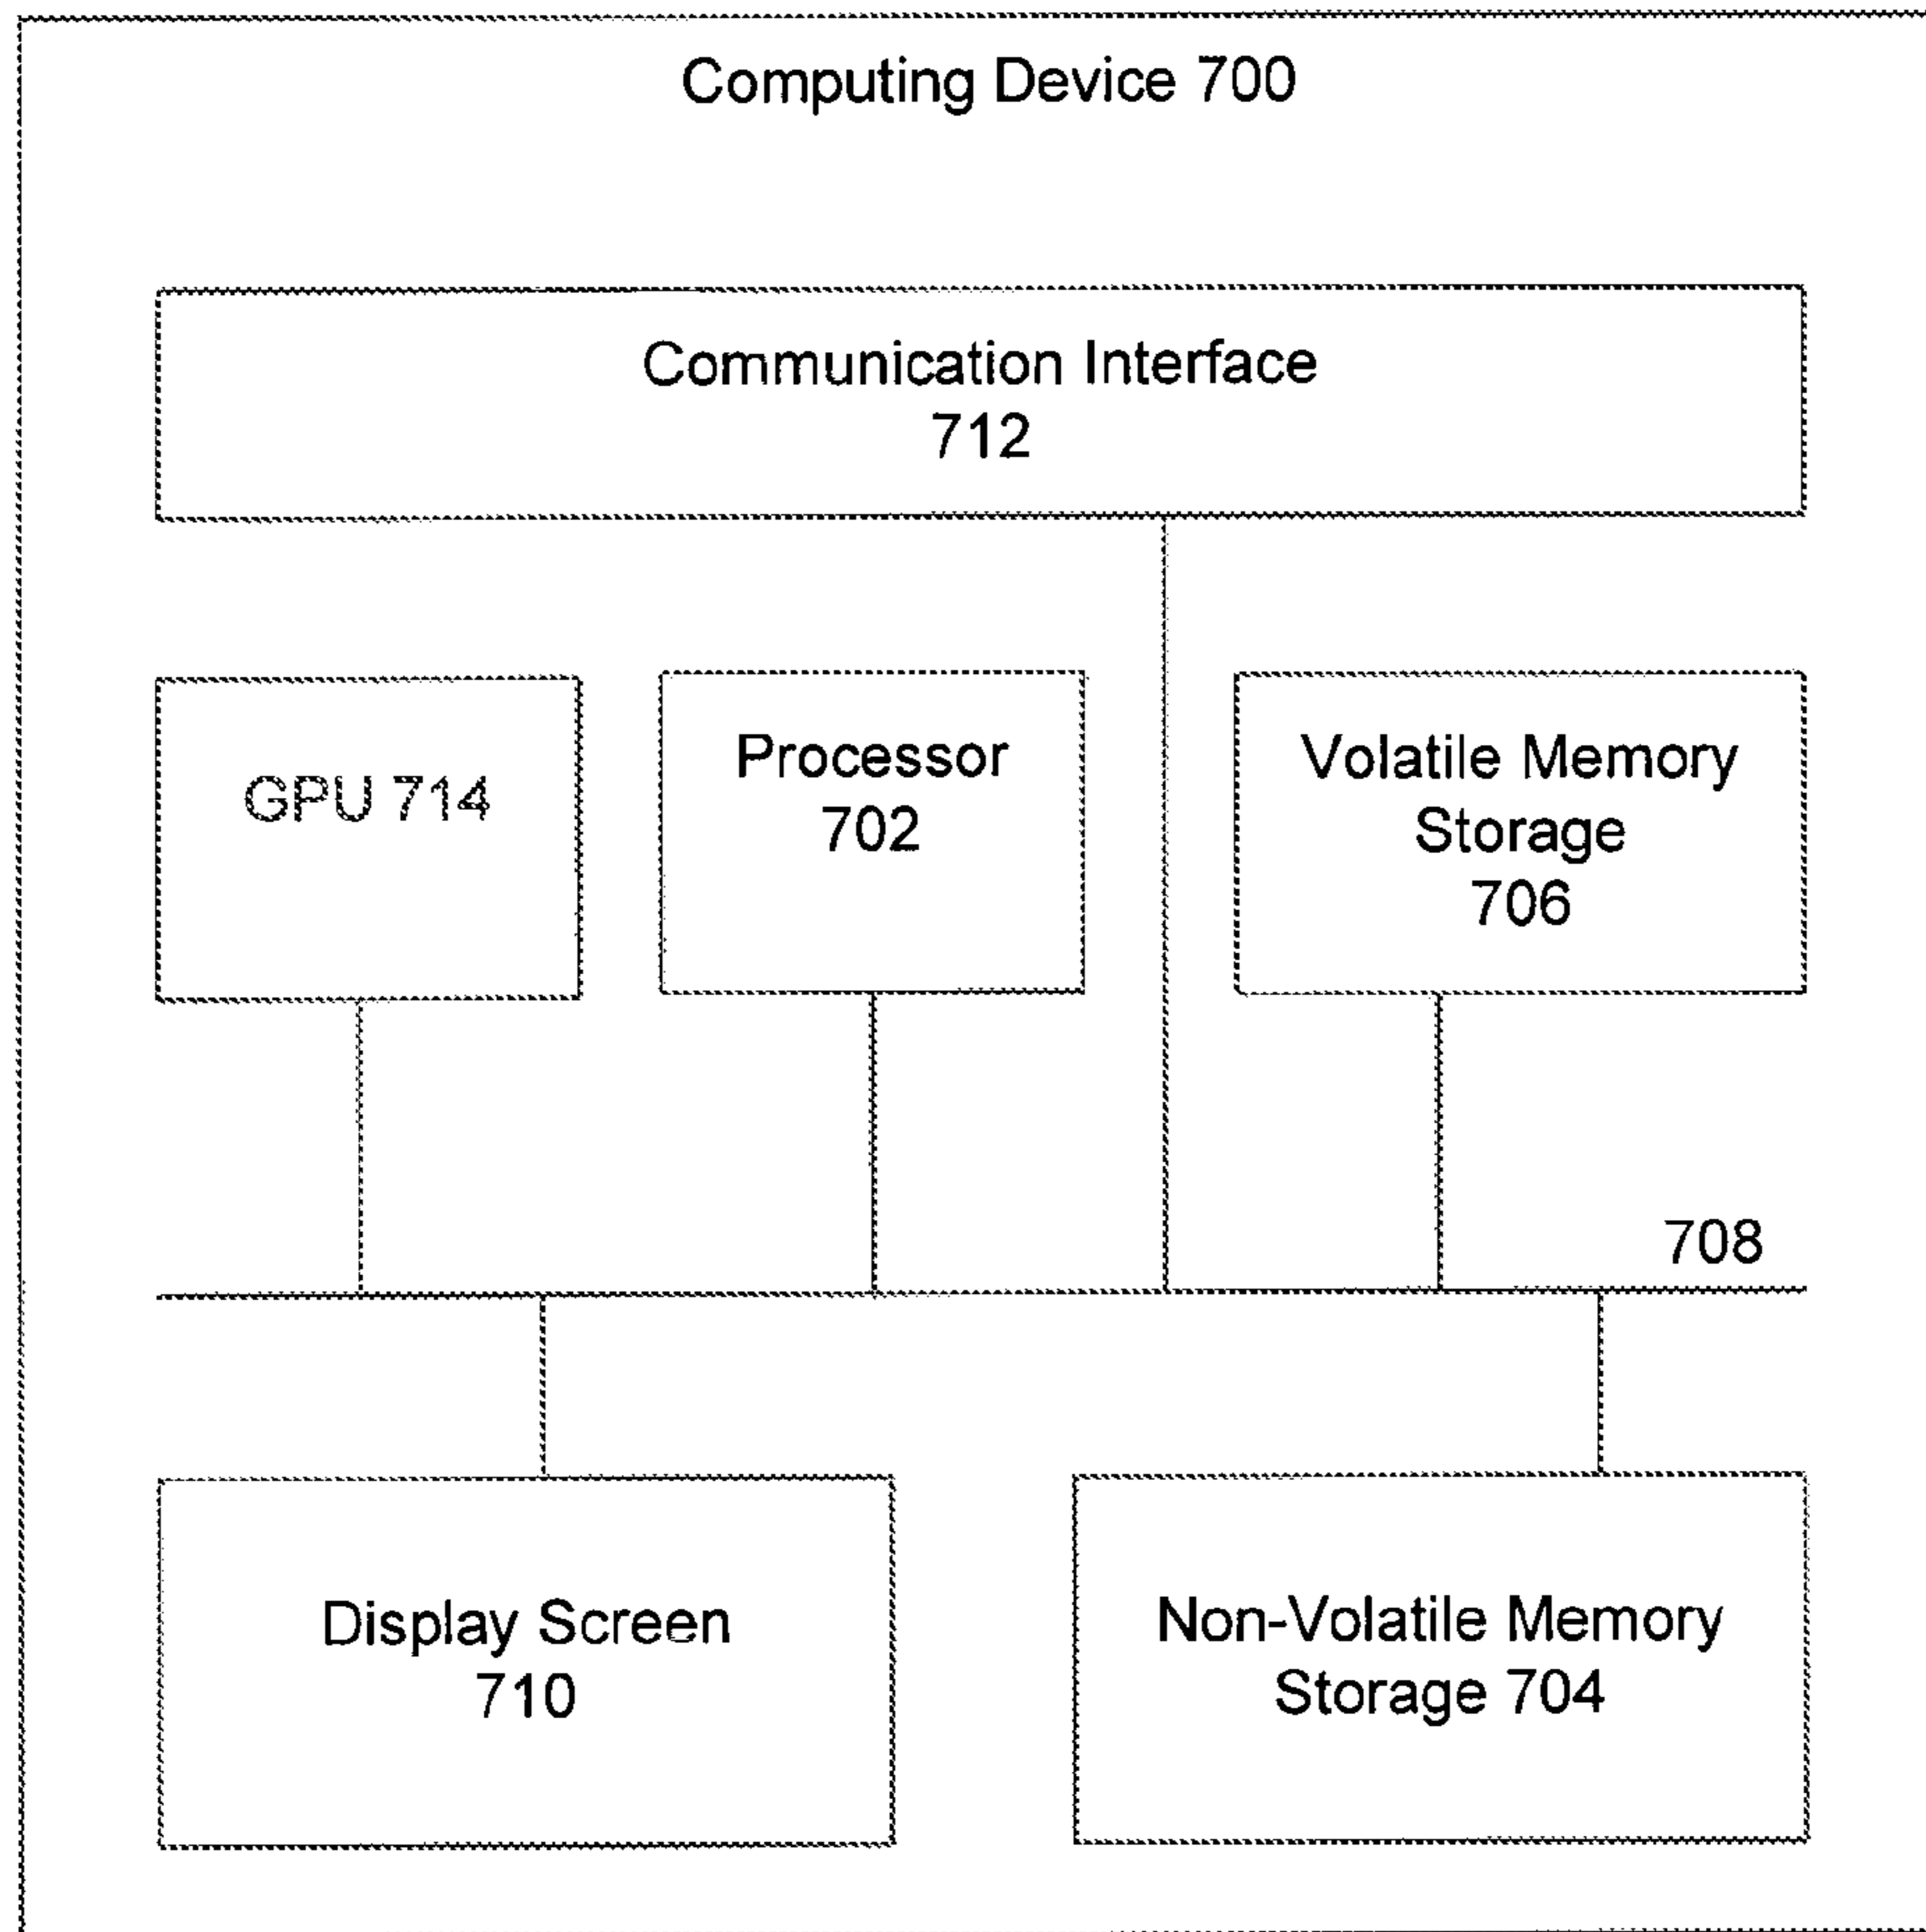 Computing Device 700
Communication Interface
712
GPU 714
Processor
702
Volatile Memory
Storage
706
708
Display Screen
710
Non-Volatile Memory
Storage 704